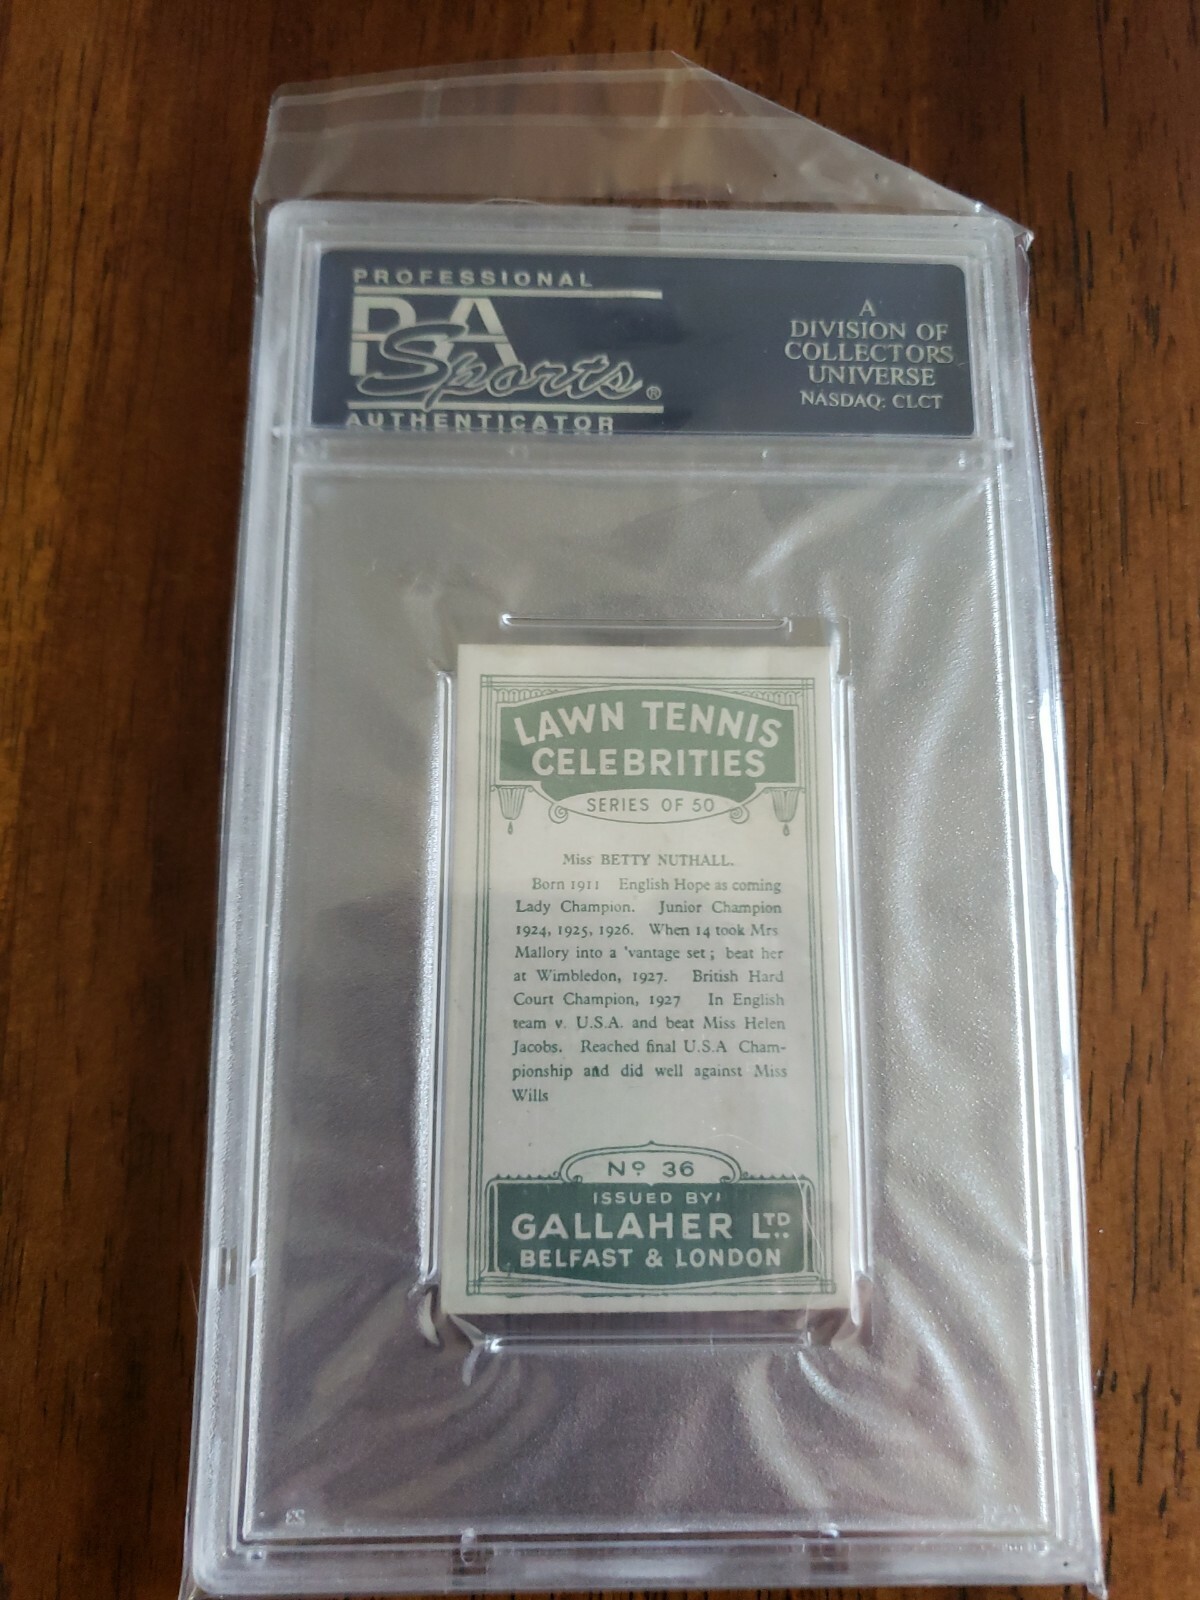 PROFESSIONAL
PSA
Sports®
AUTHENTICATOR
A
DIVISION OF
COLLECTORS
UNIVERSE
NASDAQ: CLCT
LAWN TENNIS
CELEBRITIES
SERIES OF 50
Miss BETTY NUTHALL.
Born 1911 English Hope as coming
Lady Champion. Junior Champion
1924, 1925, 1926. When 14 took Mrs
Mallory into a 'vantage set; beat her
at Wimbledon, 1927. British Hard
Court Champion, 1927 In English
team v. U.S.A. and beat Miss Helen
Jacobs. Reached final U.S.A Cham-
pionship and did well against Miss
Wills
Nº 36
ISSUED BY
GALLAHER LTD.
BELFAST & LONDON